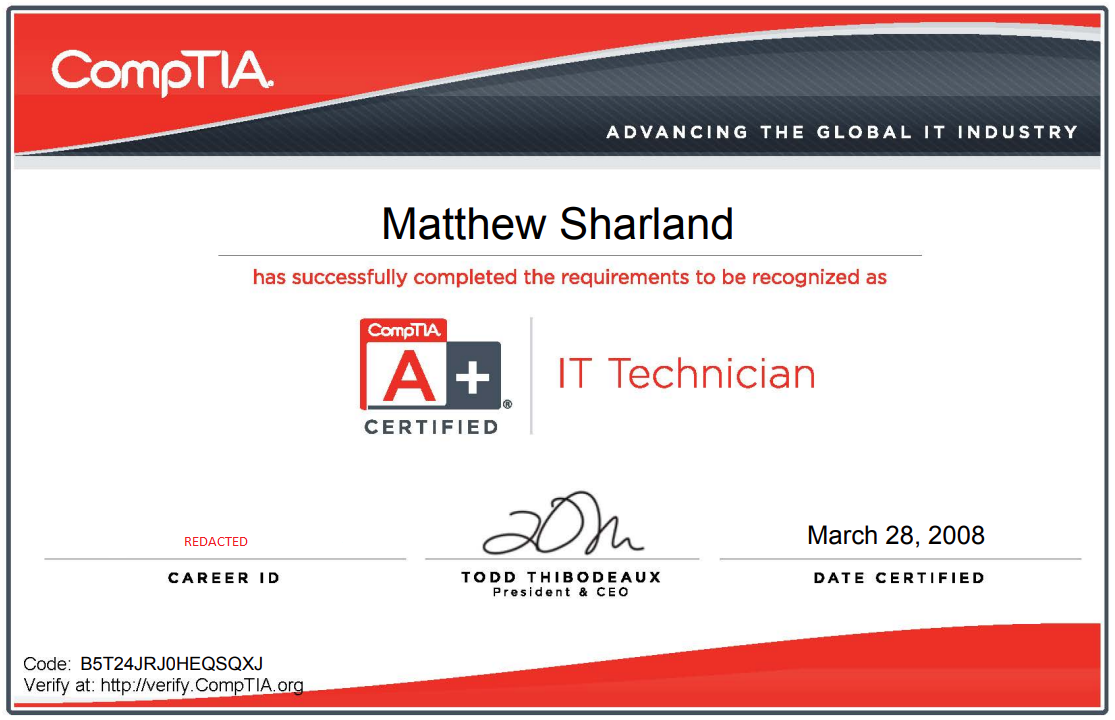 CompTIA.
ADVANCING THE GLOBAL IT INDUSTRY
Matthew Sharland
has successfully completed the requirements to be recognized as
CompTIA.
A+ ®
CERTIFIED
IT Technician
REDACTED
CAREER ID
TODD THIBODEAUX
President & CEO
March 28, 2008
DATE CERTIFIED
Code: B5T24JRJ0HEQSQXJ
Verify at: http://verify.CompTIA.org